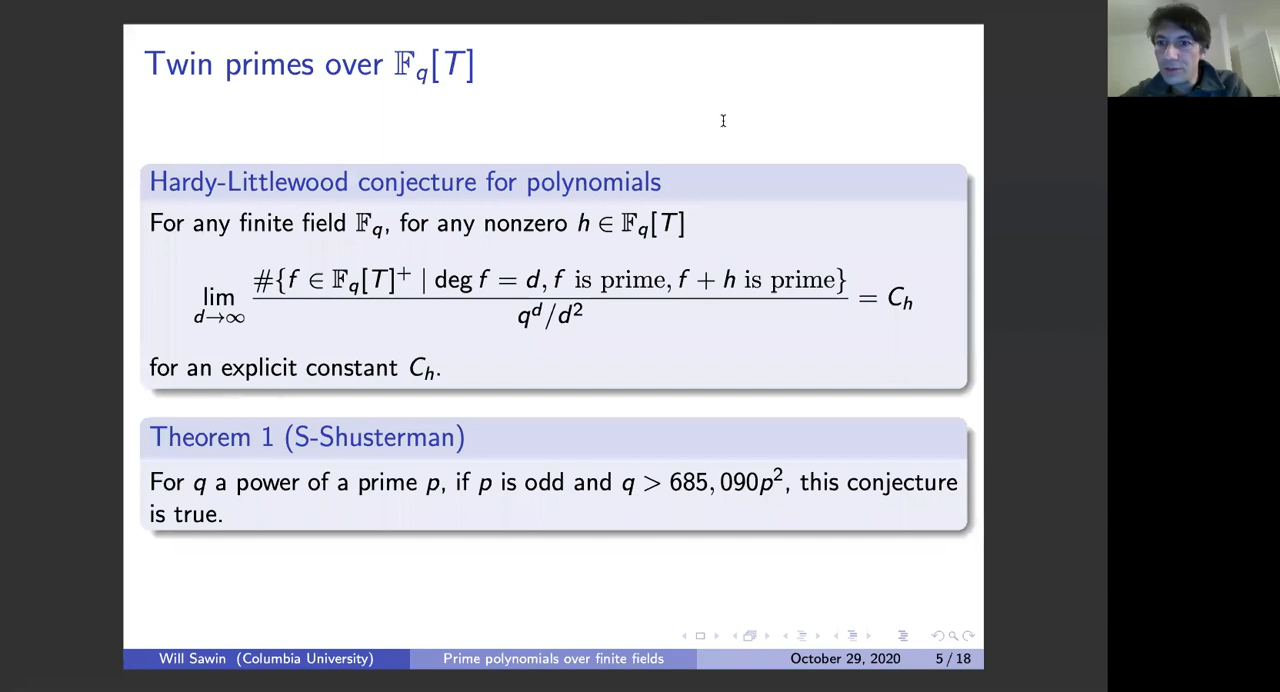 Twin primes over 𝔽_q[T]
Hardy-Littlewood conjecture for polynomials
For any finite field 𝔽_q, for any nonzero h ∈ 𝔽_q[T]
lim_{d→∞} #{f ∈ 𝔽_q[T]^+ | deg f = d, f is prime, f + h is prime} / (q^d/d^2) = C_h
for an explicit constant C_h.
Theorem 1 (S-Shusterman)
For q a power of a prime p, if p is odd and q > 685,090p^2, this conjecture
is true.
Will Sawin (Columbia University) Prime polynomials over finite fields October 29, 2020 5 / 18